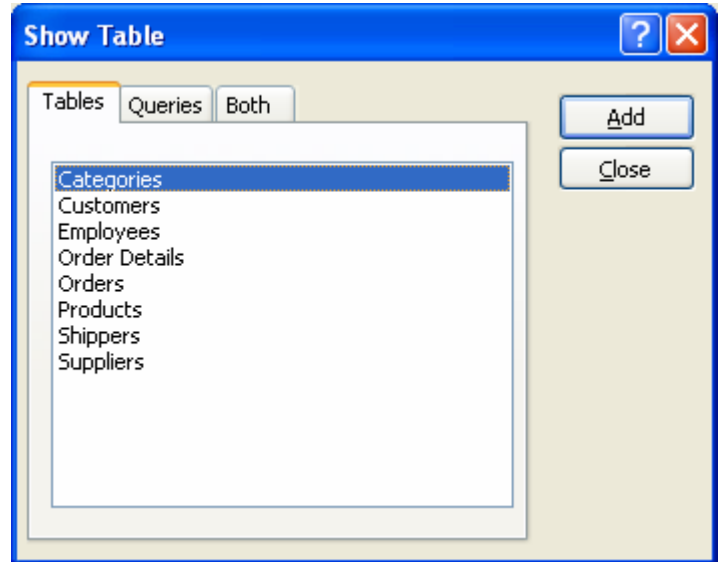 Show Table
?
Tables Queries Both
Add
Close
Categories
Customers
Employees
Order Details
Orders
Products
Shippers
Suppliers